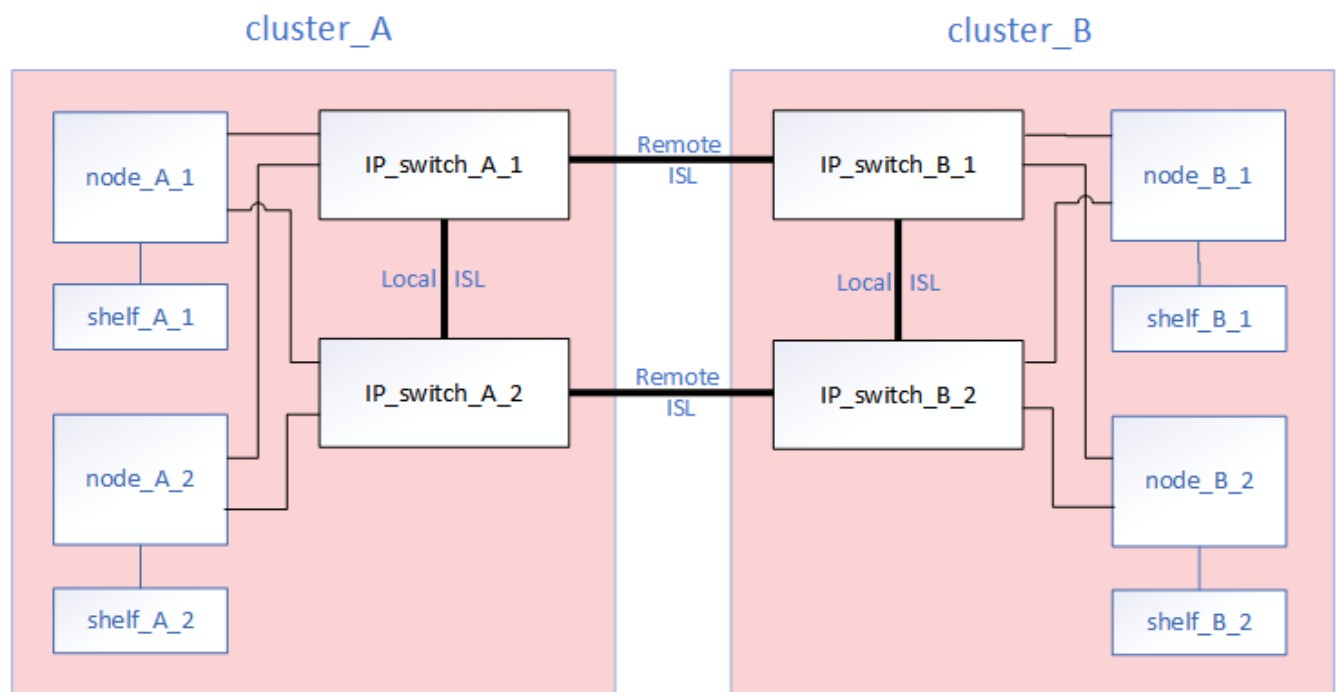 cluster_A
cluster_B
node_A_1
IP_switch_A_1
Remote
ISL
IP_switch_B_1
node_B_1
Local ISL
Local ISL
shelf_A_1
shelf_B_1
IP_switch_A_2
Remote
ISL
IP_switch_B_2
node_A_2
node_B_2
shelf_A_2
shelf_B_2